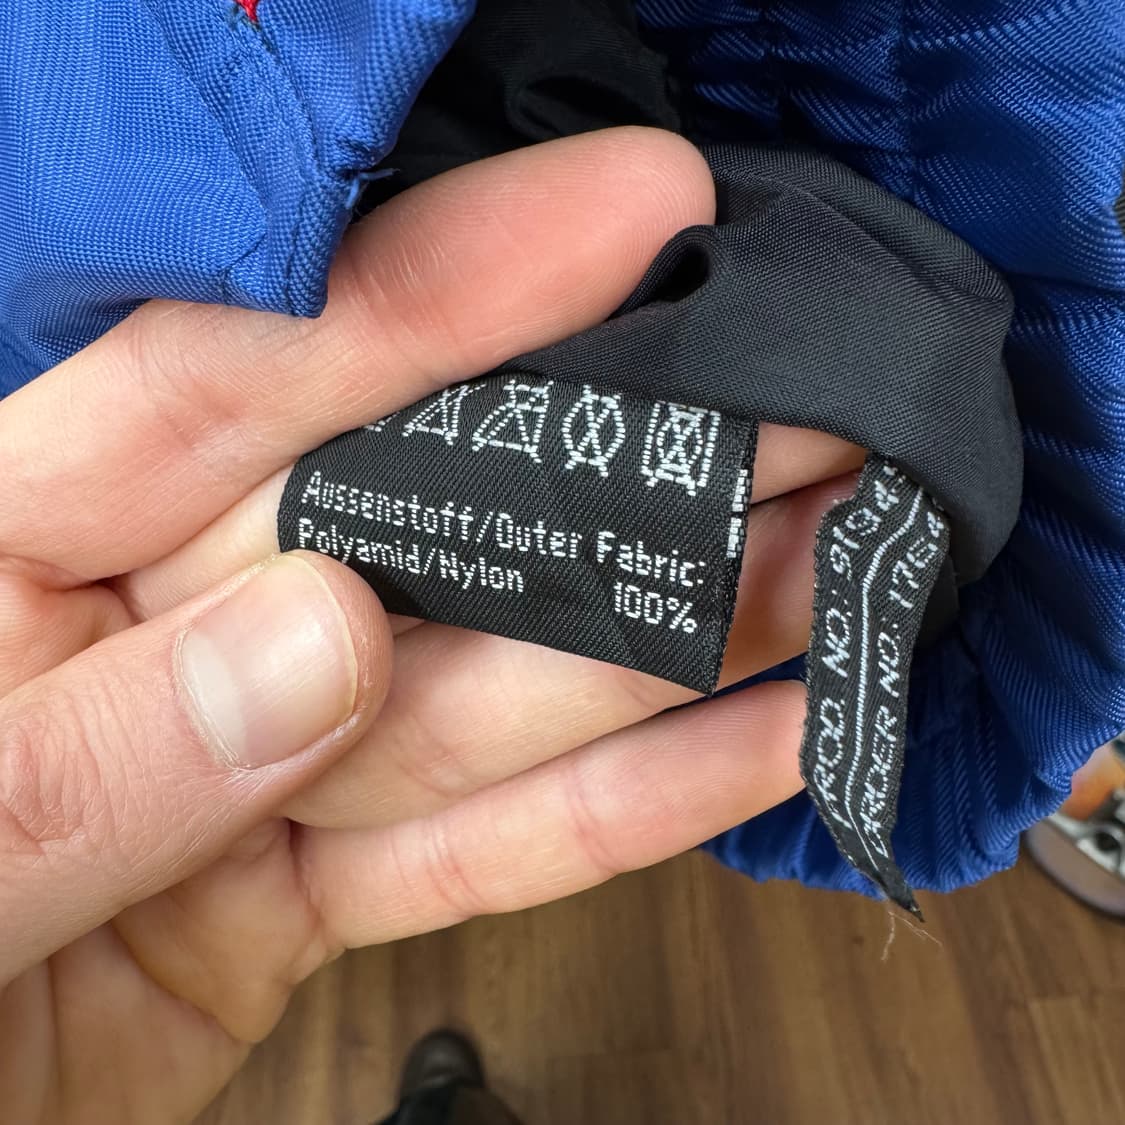 Aussenstoff/Outer Fabric:
Polyamid/Nylon 100%
PROD. NO.:
ORDER NO.: